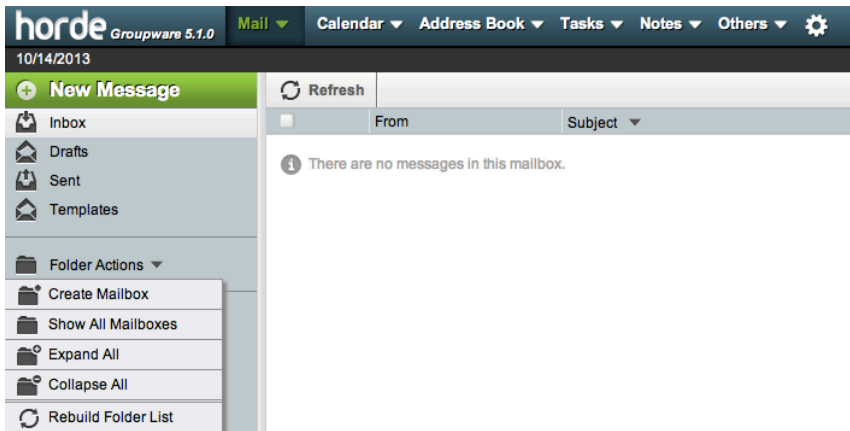 horde Groupware 5.1.0 Mail Calendar Address Book Tasks Notes Others
10/14/2013
New Message Refresh
Inbox From Subject
Drafts
There are no messages in this mailbox.
Sent
Templates
Folder Actions
Create Mailbox
Show All Mailboxes
Expand All
Collapse All
Rebuild Folder List